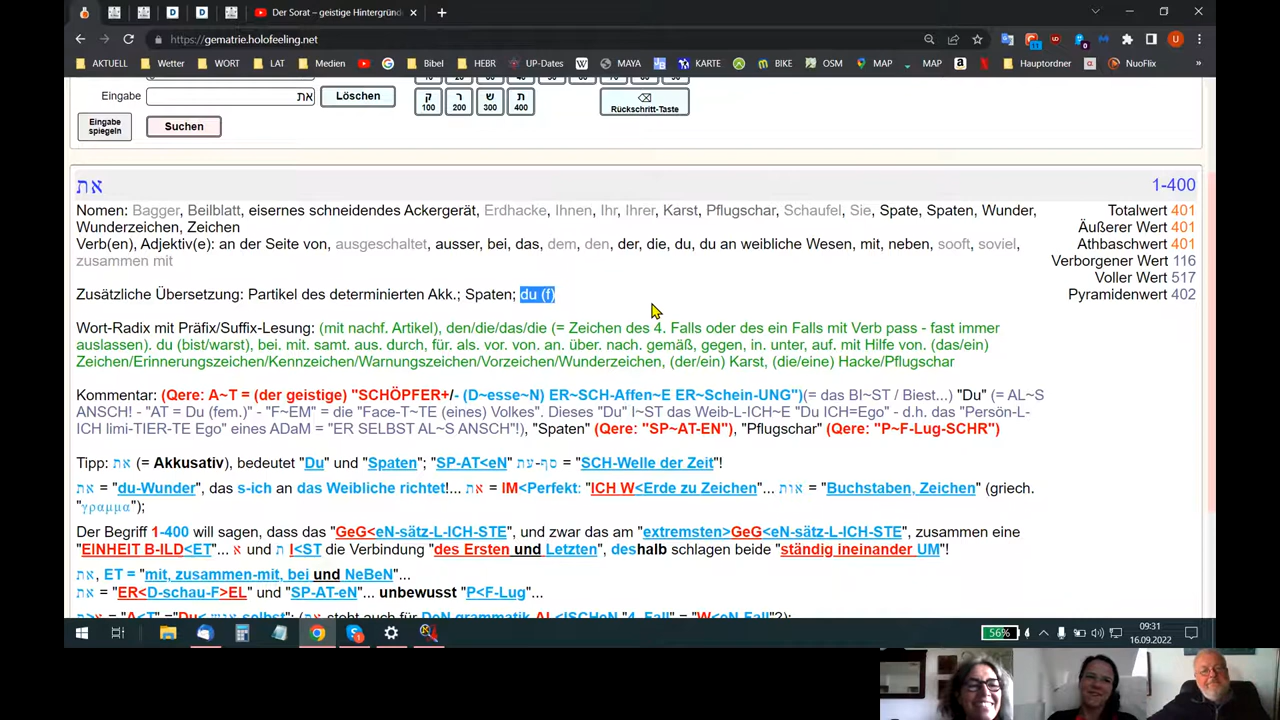 Der Sorat – geistige Hintergründ
https://gematrie.holofeeling.net
AKTUELL Wetter WORT LAT Medien Bibel HEBR UP-Dates MAYA KARTE BIKE OSM MAP MAP Hauptordner NuoFlix »
Eingabe את Löschen
ק 100 ר 200 ש 300 ת 400 Rückschritt-Taste
Eingabe spiegeln Suchen
את 1-400
Nomen: Bagger, Beilblatt, eisernes schneidendes Ackergerät, Erdhacke, Ihnen, Ihr, Ihrer, Karst, Pflugschar, Schaufel, Sie, Spate, Spaten, Wunder,
Wunderzeichen, Zeichen
Verb(en), Adjektiv(e): an der Seite von, ausgeschaltet, ausser, bei, das, dem, den, der, die, du, du an weibliche Wesen, mit, neben, sooft, soviel,
zusammen mit
Totalwert 401
Äußerer Wert 401
Athbaschwert 401
Verborgener Wert 116
Voller Wert 517
Pyramidenwert 402
Zusätzliche Übersetzung: Partikel des determinierten Akk.; Spaten; du (f)
Wort-Radix mit Präfix/Suffix-Lesung: (mit nachf. Artikel), den/die/das/die (= Zeichen des 4. Falls oder des ein Falls mit Verb pass - fast immer
auslassen). du (bist/warst), bei. mit. samt. aus. durch, für. als. vor. von. an. über. nach. gemäß, gegen, in. unter, auf. mit Hilfe von. (das/ein)
Zeichen/Erinnerungszeichen/Kennzeichen/Warnungszeichen/Vorzeichen/Wunderzeichen, (der/ein) Karst, (die/eine) Hacke/Pflugschar
Kommentar: (Qere: A~T = (der geistige) "SCHÖPFER+/- (D~esse~N) ER~SCH-Affen~E ER~Schein-UNG")(= das BI~ST / Biest...) "Du" (= AL~S
ANSCH! - "AT = Du (fem.)" - "F~EM" = die "Face-T~TE (eines) Volkes". Dieses "Du" I~ST das Weib-L-ICH~E "Du ICH=Ego" - d.h. das "Persön-L-
ICH limi-TIER-TE Ego" eines ADaM = "ER SELBST AL~S ANSCH"!), "Spaten" (Qere: "SP~AT-EN"), "Pflugschar" (Qere: "P~F-Lug-SCHR")
Tipp: את (= Akkusativ), bedeutet "Du" und "Spaten"; "SP-AT<eN" סף-עת = "SCH-Welle der Zeit"!
את = "du-Wunder", das s-ich an das Weibliche richtet!... את = IM<Perfekt: "ICH W<Erde zu Zeichen"... אות = "Buchstaben, Zeichen" (griech.
"γραμμα");
Der Begriff 1-400 will sagen, dass das "GeG<eN-sätz-L-ICH-STE", und zwar das am "extremsten>GeG<eN-sätz-L-ICH-STE, zusammen eine
"EINHEIT B-ILD<ET"... א und ת I<ST die Verbindung "des Ersten und Letzten", deshalb schlagen beide "ständig ineinander UM"!
את, ET = "mit, zusammen-mit, bei und NeBeN"...
את = "ER<D-schau-F>EL" und "SP-AT-eN"... unbewusst "P<F-Lug"...
56% 4 09:31
16.09.2022